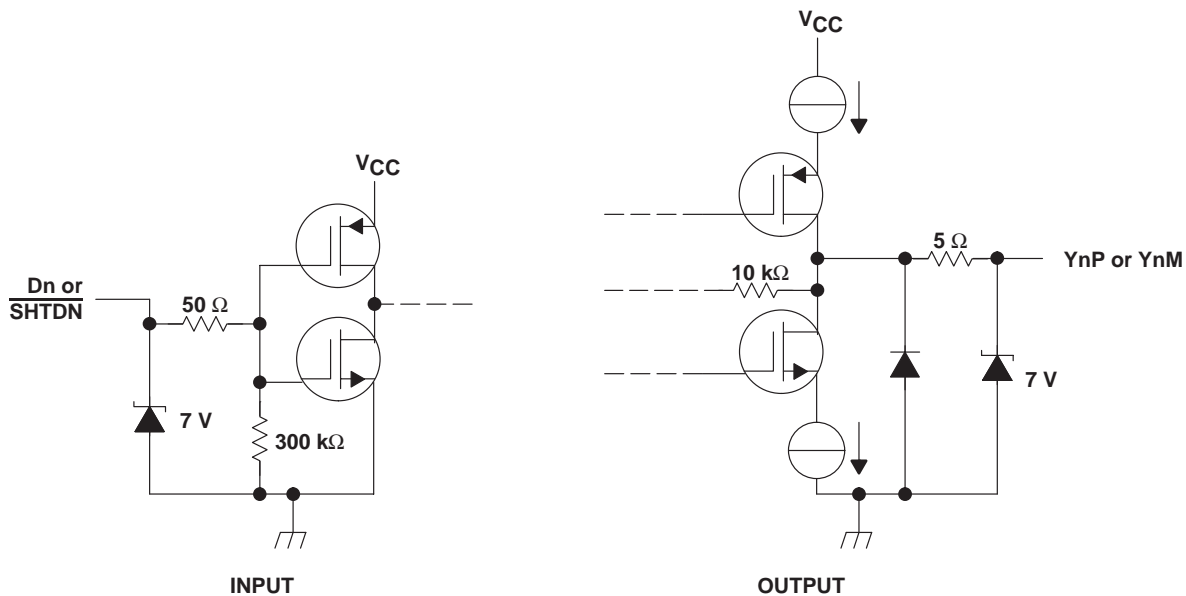 VCC
VCC
Dn or
SHTDN
50 Ω
7 V
300 kΩ
INPUT
10 kΩ
5 Ω
YnP or YnM
7 V
OUTPUT